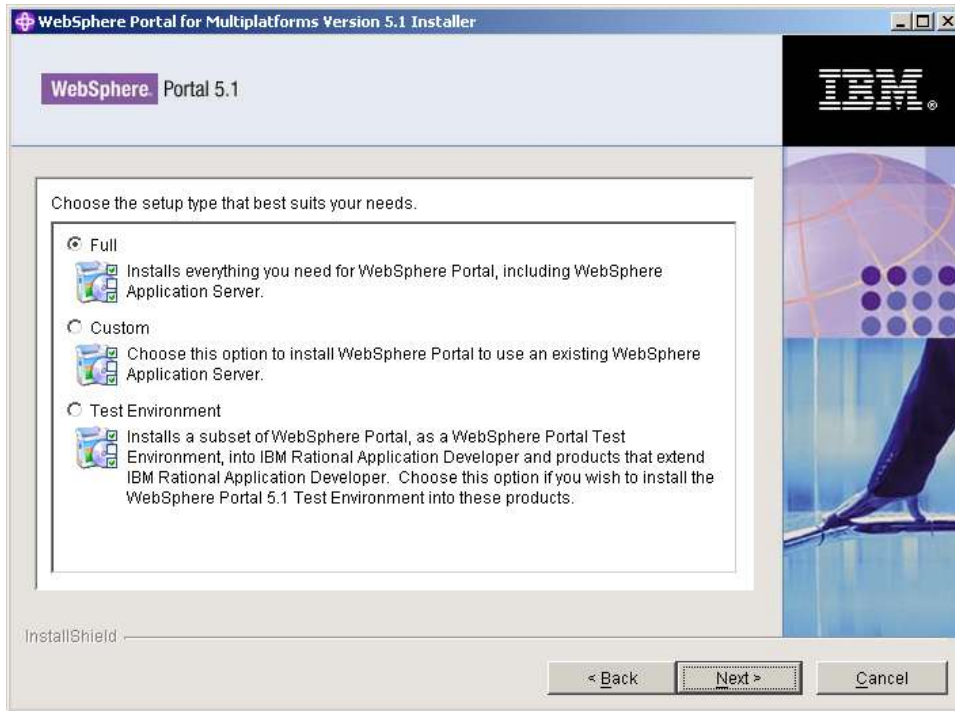 WebSphere Portal for Multiplatforms Version 5.1 Installer
WebSphere. Portal 5.1
IBM®
Choose the setup type that best suits your needs.
Full
Installs everything you need for WebSphere Portal, including WebSphere
Application Server.
Custom
Choose this option to install WebSphere Portal to use an existing WebSphere
Application Server.
Test Environment
Installs a subset of WebSphere Portal, as a WebSphere Portal Test
Environment, into IBM Rational Application Developer and products that extend
IBM Rational Application Developer. Choose this option if you wish to install the
WebSphere Portal 5.1 Test Environment into these products.
InstallShield
< Back
Next >
Cancel